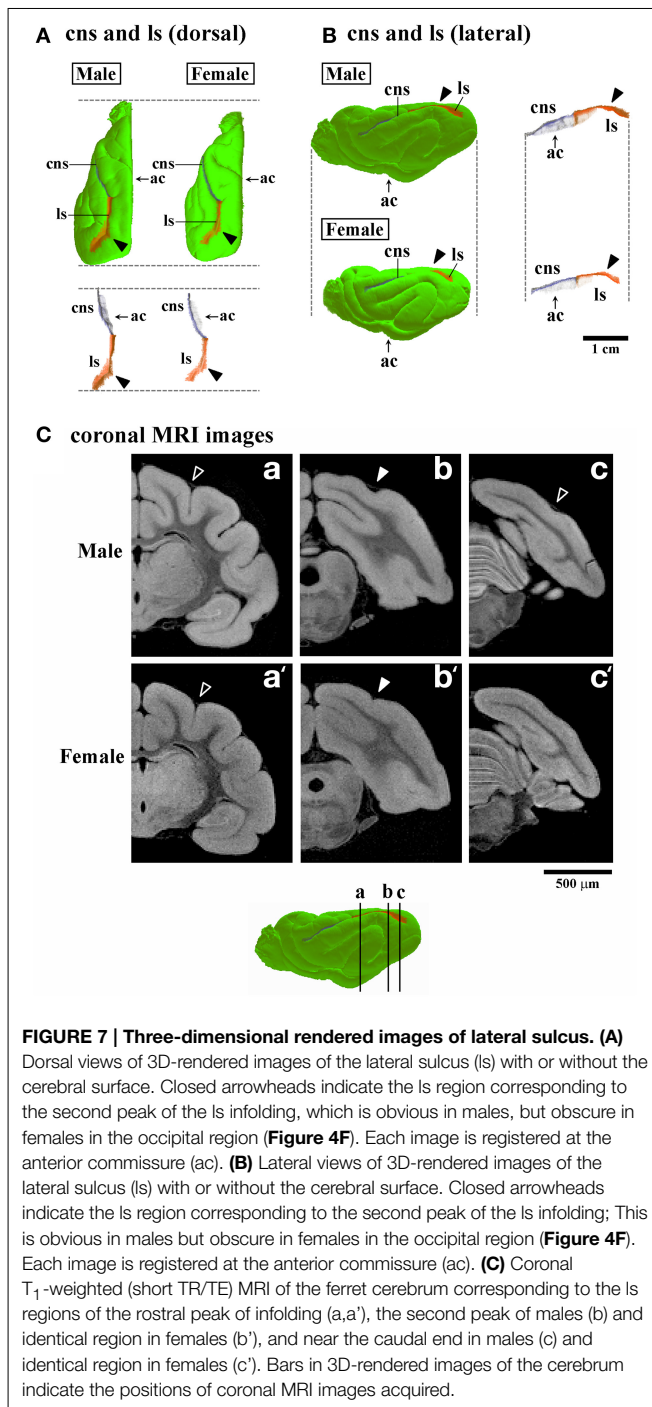 A cns and ls (dorsal)
Male Female
cns
ac
ls
cns ac ac
ls
B cns and ls (lateral)
Male
cns ls
ac
Female
cns ls
ac
cns
ls
ac
cns
ls
ac
1 cm
C coronal MRI images
Male
a b c
Female
a' b' c'
500 μm
a b c
FIGURE 7 | Three-dimensional rendered images of lateral sulcus. (A)
Dorsal views of 3D-rendered images of the lateral sulcus (ls) with or without the
cerebral surface. Closed arrowheads indicate the ls region corresponding to
the second peak of the ls infolding, which is obvious in males, but obscure in
females in the occipital region (Figure 4F). Each image is registered at the
anterior commissure (ac). (B) Lateral views of 3D-rendered images of the
lateral sulcus (ls) with or without the cerebral surface. Closed arrowheads
indicate the ls region corresponding to the second peak of the ls infolding; This
is obvious in males but obscure in females in the occipital region (Figure 4F).
Each image is registered at the anterior commissure (ac). (C) Coronal
T1-weighted (short TR/TE) MRI of the ferret cerebrum corresponding to the ls
regions of the rostral peak of infolding (a,a'), the second peak of males (b) and
identical region in females (b'), and near the caudal end in males (c) and
identical region in females (c'). Bars in 3D-rendered images of the cerebrum
indicate the positions of coronal MRI images acquired.